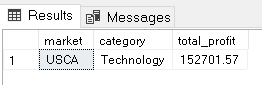 Results Messages
market category total_profit
1 USCA Technology 152701.57